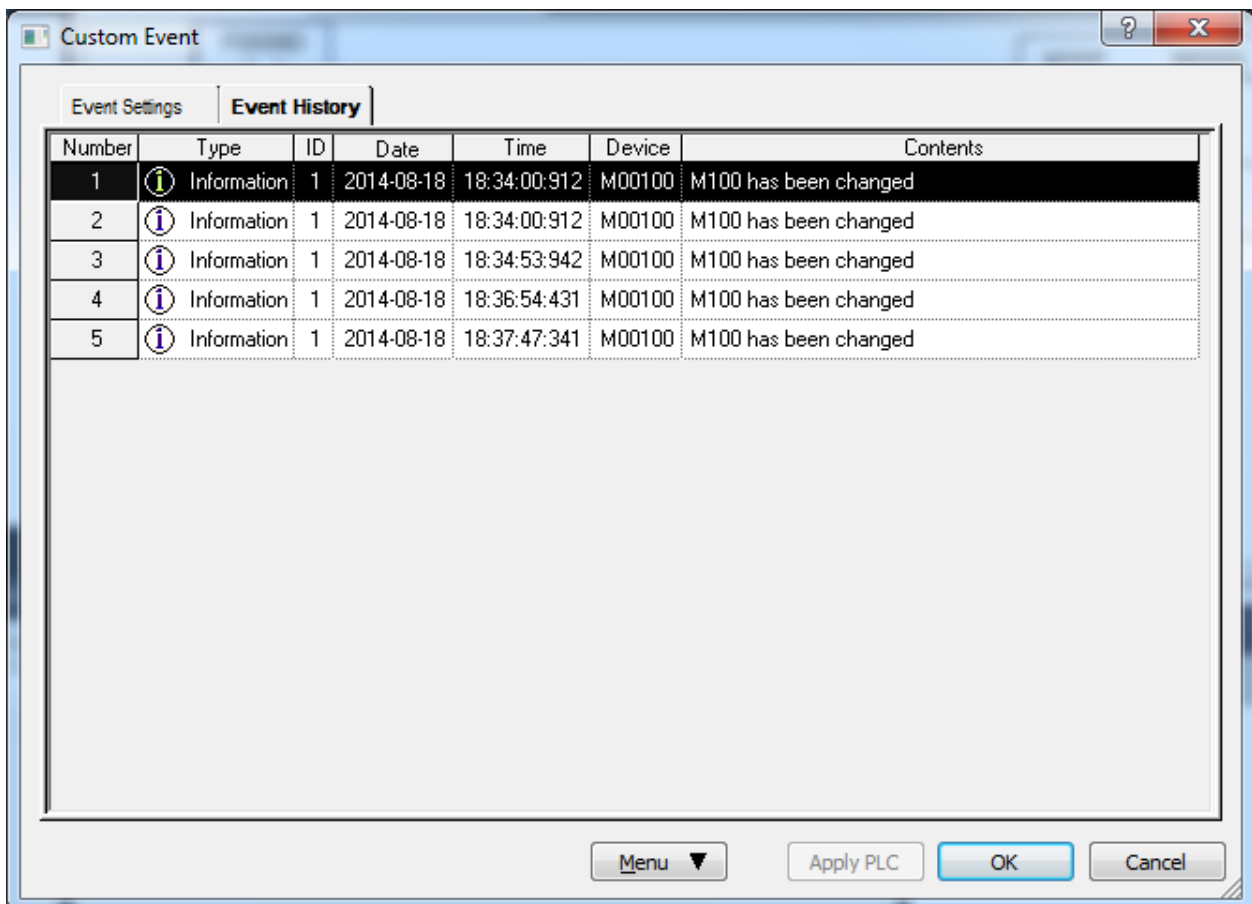 Custom Event
Event Settings Event History
Number Type ID Date Time Device Contents
1 Information 1 2014-08-18 18:34:00:912 M00100 M100 has been changed
2 Information 1 2014-08-18 18:34:00:912 M00100 M100 has been changed
3 Information 1 2014-08-18 18:34:53:942 M00100 M100 has been changed
4 Information 1 2014-08-18 18:36:54:431 M00100 M100 has been changed
5 Information 1 2014-08-18 18:37:47:341 M00100 M100 has been changed
Menu ▼ Apply PLC OK Cancel